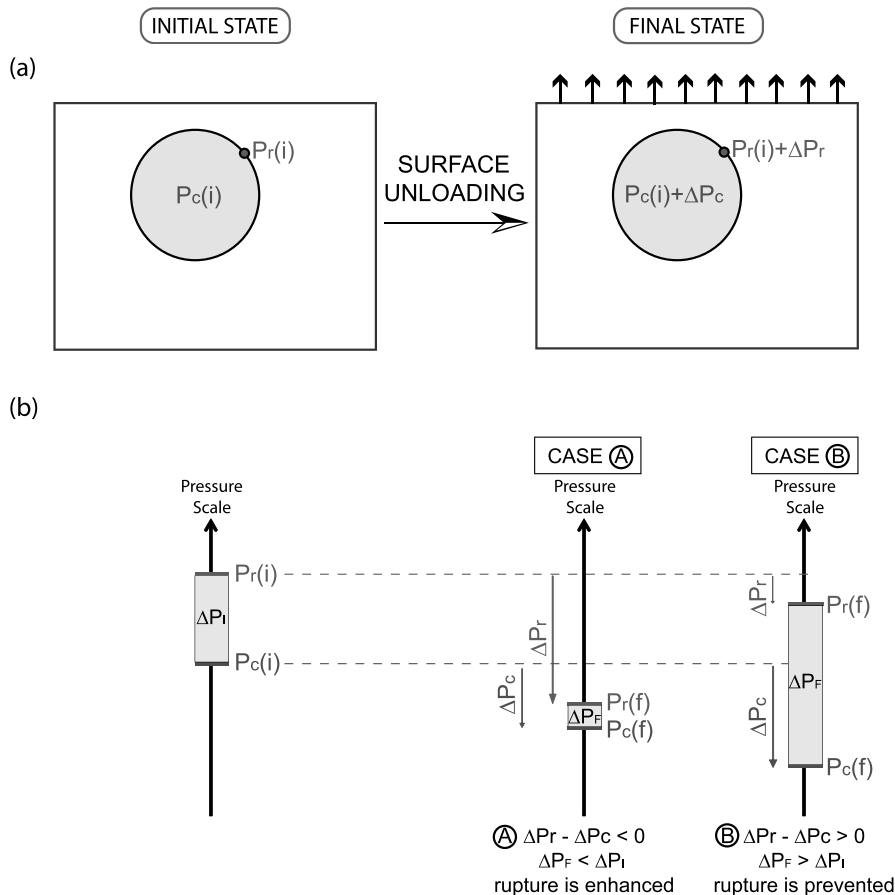 INITIAL STATE
FINAL STATE
(a)
Pr(i)
Pc(i)
SURFACE
UNLOADING
Pr(i)+ΔPr
Pc(i)+ΔPc
(b)
CASE Ⓐ
CASE Ⓑ
Pressure
Scale
Pressure
Scale
Pressure
Scale
Pr(i)
ΔPI
Pc(i)
ΔPr
ΔPc
Pr(f)
ΔPF
Pc(f)
ΔPr
Pr(f)
ΔPF
ΔPc
Pc(f)
Ⓐ ΔPr - ΔPc < 0
ΔPF < ΔPI
rupture is enhanced
Ⓑ ΔPr - ΔPc > 0
ΔPF > ΔPI
rupture is prevented